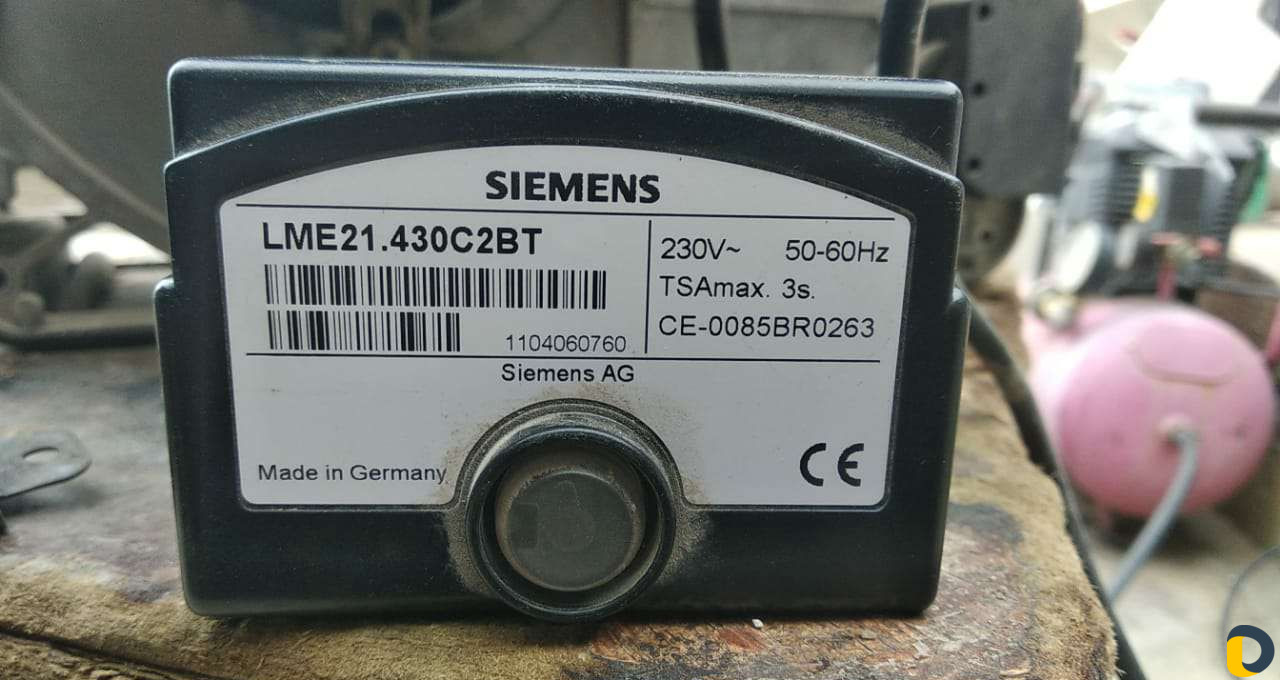 SIEMENS
LME21.430C2BT
230V~ 50-60Hz
TSAmax. 3s.
CE-0085BR0263
1104060760
Siemens AG
Made in Germany
CE